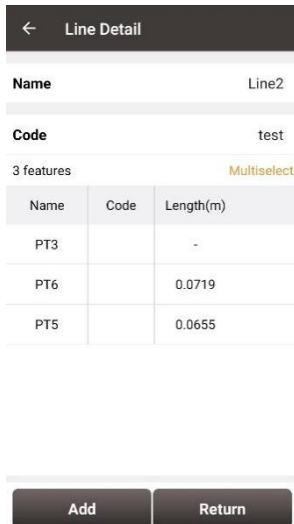 Line Detail
Name Line2
Code test
3 features Multiselect
Name Code Length(m)
PT3 -
PT6 0.0719
PT5 0.0655
Add Return